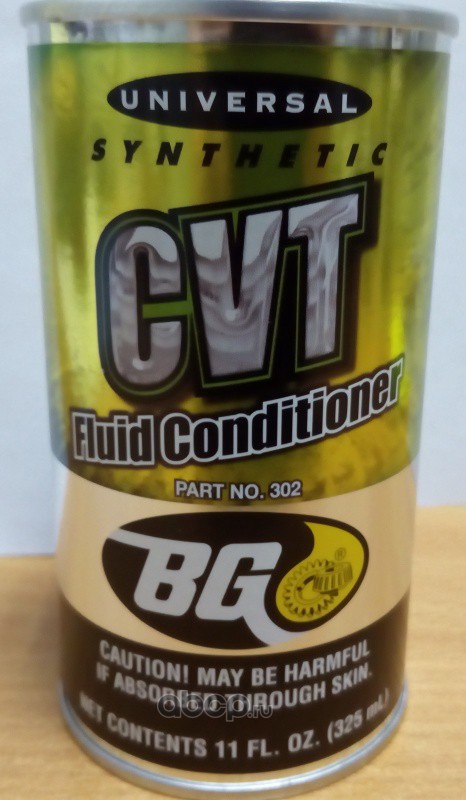 UNIVERSAL
SYNTHETIC
CVT
Fluid Conditioner
PART NO. 302
BG®
CAUTION! MAY BE HARMFUL
IF ABSORBED THROUGH SKIN.
NET CONTENTS 11 FL. OZ. (325 mL)